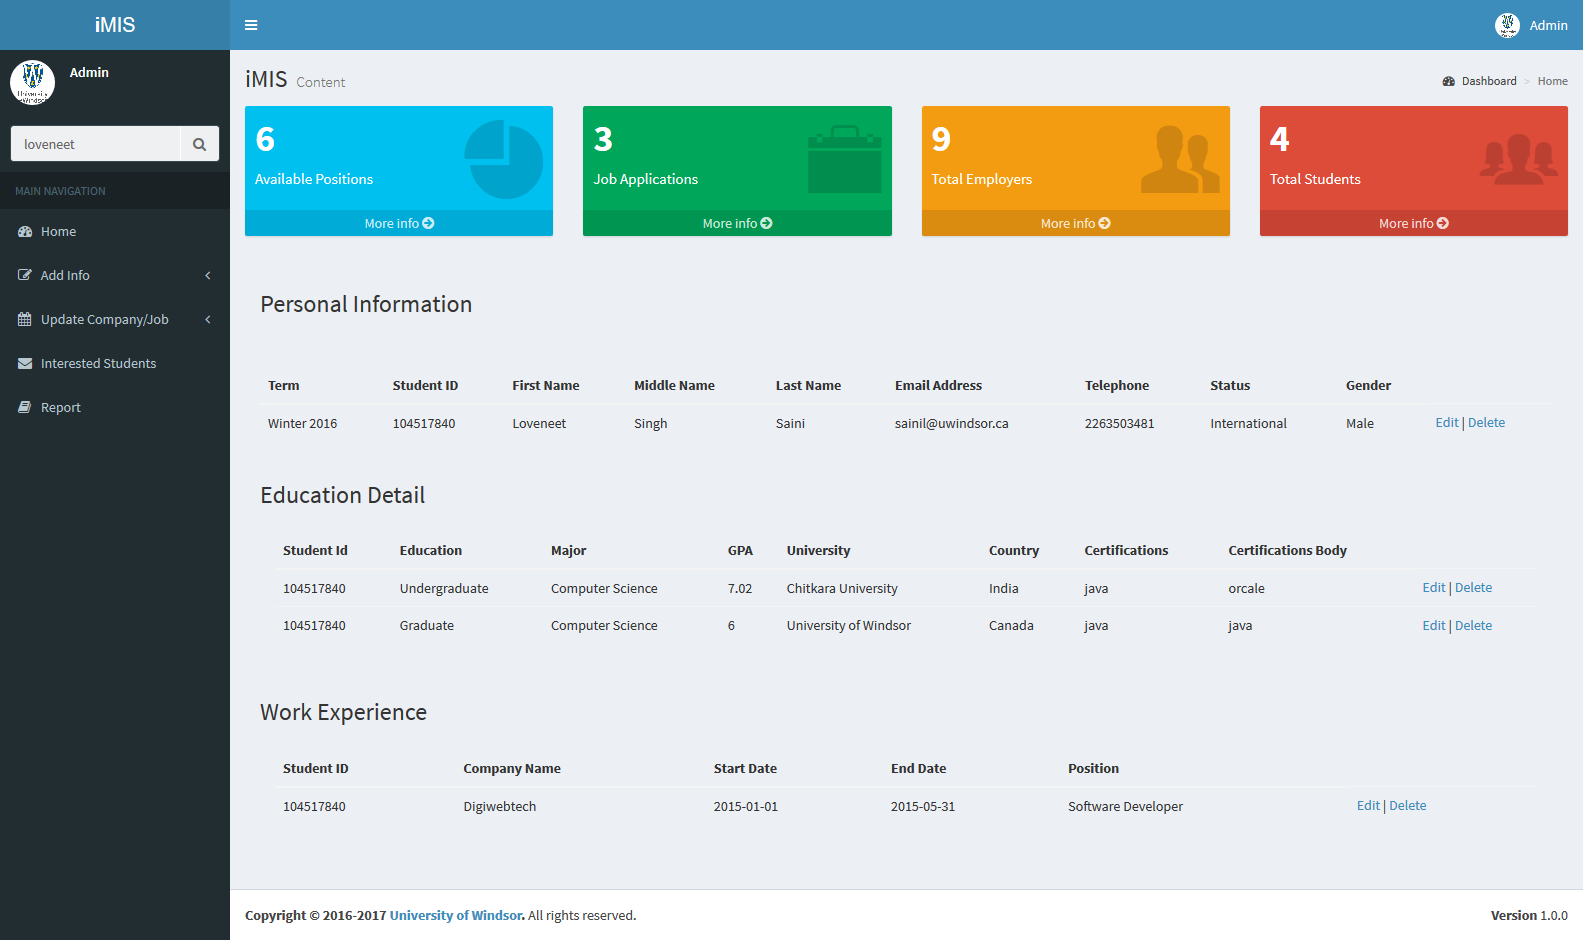 iMIS
Admin
Admin
University
of Windsor
loveneet
MAIN NAVIGATION
Home
Add Info
Update Company/Job
Interested Students
Report
iMIS Content
Dashboard > Home
6
Available Positions
More info
3
Job Applications
More info
9
Total Employers
More info
4
Total Students
More info
Personal Information
Term Student ID First Name Middle Name Last Name Email Address Telephone Status Gender
Winter 2016 104517840 Loveneet Singh Saini sainil@uwindsor.ca 2263503481 International Male Edit | Delete
Education Detail
Student Id Education Major GPA University Country Certifications Certifications Body
104517840 Undergraduate Computer Science 7.02 Chitkara University India java orcale Edit | Delete
104517840 Graduate Computer Science 6 University of Windsor Canada java java Edit | Delete
Work Experience
Student ID Company Name Start Date End Date Position
104517840 Digiwebtech 2015-01-01 2015-05-31 Software Developer Edit | Delete
Copyright © 2016-2017 University of Windsor. All rights reserved.
Version 1.0.0